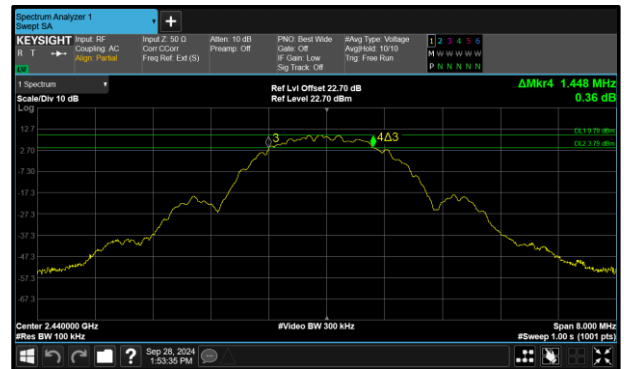 Spectrum Analyzer 1
Swept SA
+
KEYSIGHT Input: RF Input Z: 50 Ω Atten: 10 dB PNO: Best Wide #Avg Type: Voltage 1 2 3 4 5 6
R T Coupling: AC Corr CCorr Preamp: Off Gate: Off Avg|Hold: 10/10 M W W W W W
Align: Partial Freq Ref: Ext (S) IF Gain: Low Trig: Free Run
Sig Track: Off P N N N N N
1 Spectrum Ref Lvl Offset 22.70 dB ΔMkr4 1.448 MHz
Scale/Div 10 dB Ref Level 22.70 dBm 0.36 dB
Log
12.7 DL1 9.79 dBm
3 4Δ3
2.70 DL2 3.79 dBm
-7.30
-17.3
-27.3
-37.3
-47.3
-57.3
-67.3
Center 2.440000 GHz #Video BW 300 kHz Span 8.000 MHz
#Res BW 100 kHz #Sweep 1.00 s (1001 pts)
? Sep 28, 2024
1:53:35 PM